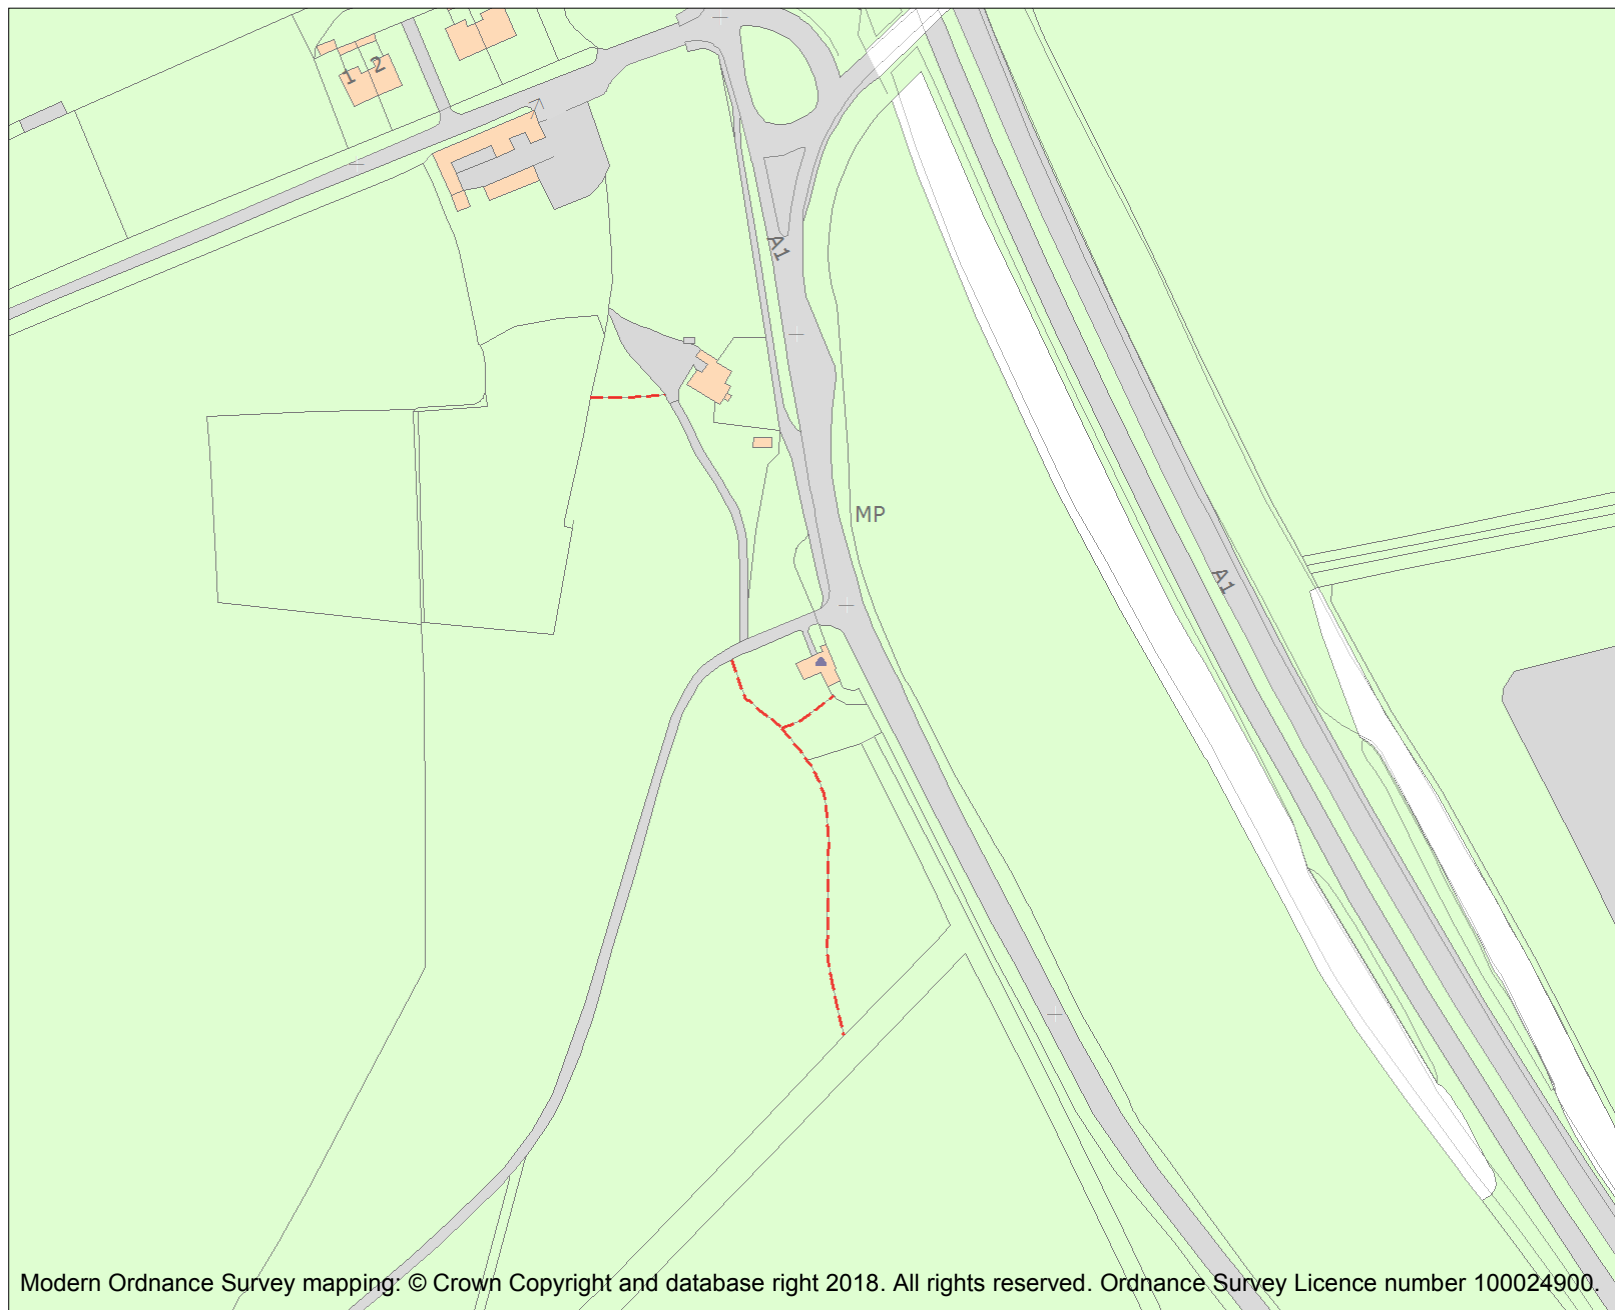 1 2
A1
MP
A1
Modern Ordnance Survey mapping: © Crown Copyright and database right 2018. All rights reserved. Ordnance Survey Licence number 100024900.